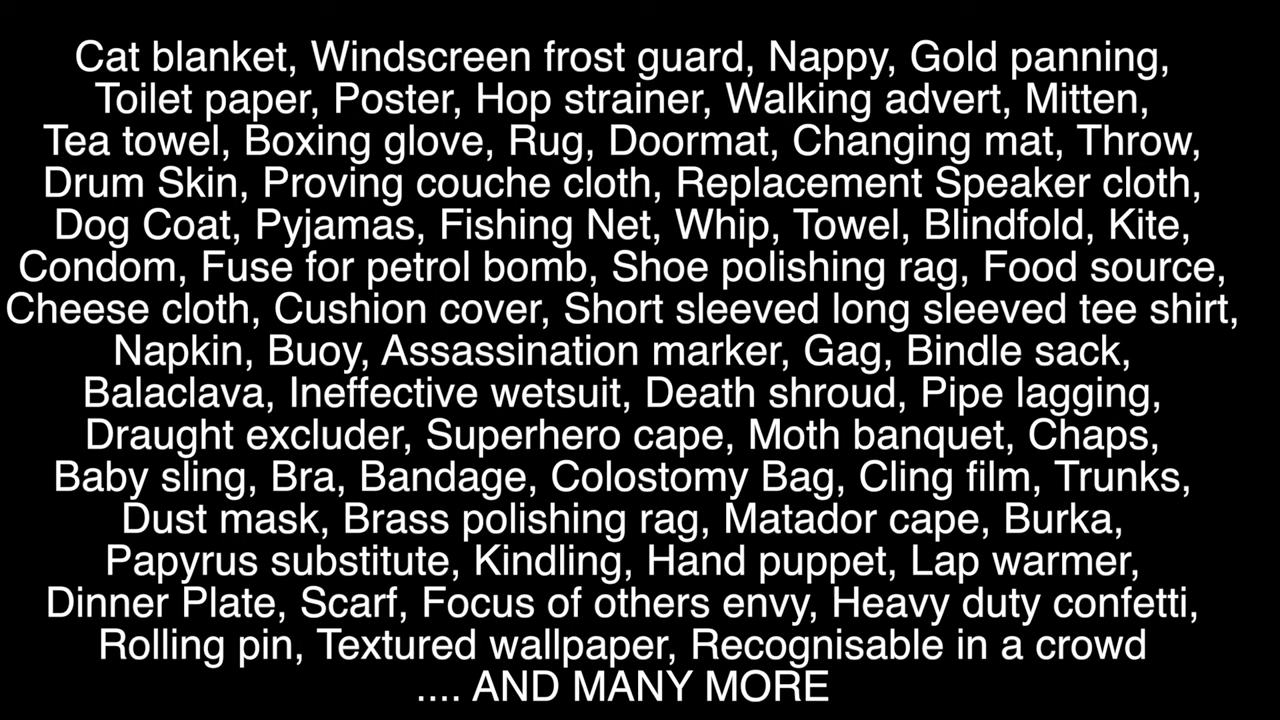 Cat blanket, Windscreen frost guard, Nappy, Gold panning,
Toilet paper, Poster, Hop strainer, Walking advert, Mitten,
Tea towel, Boxing glove, Rug, Doormat, Changing mat, Throw,
Drum Skin, Proving couche cloth, Replacement Speaker cloth,
Dog Coat, Pyjamas, Fishing Net, Whip, Towel, Blindfold, Kite,
Condom, Fuse for petrol bomb, Shoe polishing rag, Food source,
Cheese cloth, Cushion cover, Short sleeved long sleeved tee shirt,
Napkin, Buoy, Assassination marker, Gag, Bindle sack,
Balaclava, Ineffective wetsuit, Death shroud, Pipe lagging,
Draught excluder, Superhero cape, Moth banquet, Chaps,
Baby sling, Bra, Bandage, Colostomy Bag, Cling film, Trunks,
Dust mask, Brass polishing rag, Matador cape, Burka,
Papyrus substitute, Kindling, Hand puppet, Lap warmer,
Dinner Plate, Scarf, Focus of others envy, Heavy duty confetti,
Rolling pin, Textured wallpaper, Recognisable in a crowd
.... AND MANY MORE